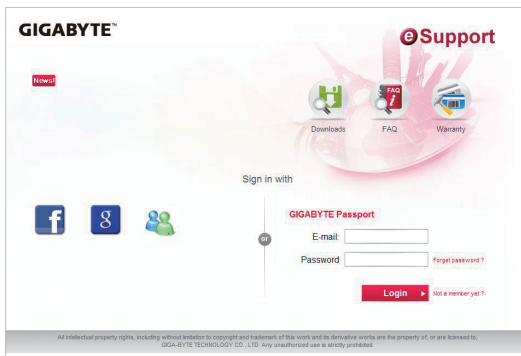 GIGABYTE™
eSupport
News!
FAQ
Downloads
FAQ
Warranty
Sign in with
GIGABYTE Passport
or
E-mail:
Password
Forget password ?
Login
Not a member yet ?
All intellectual property rights, including without limitation to copyright and trademark of this work and its derivative works are the property of, or are licensed to,
GIGA-BYTE TECHNOLOGY CO., LTD. Any unauthorized use is strictly prohibited.